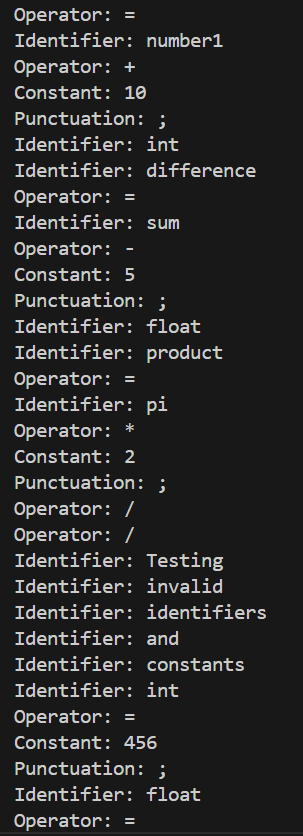 Operator: =
Identifier: number1
Operator: +
Constant: 10
Punctuation: ;
Identifier: int
Identifier: difference
Operator: =
Identifier: sum
Operator: -
Constant: 5
Punctuation: ;
Identifier: float
Identifier: product
Operator: =
Identifier: pi
Operator: *
Constant: 2
Punctuation: ;
Operator: /
Operator: /
Identifier: Testing
Identifier: invalid
Identifier: identifiers
Identifier: and
Identifier: constants
Identifier: int
Operator: =
Constant: 456
Punctuation: ;
Identifier: float
Operator: =